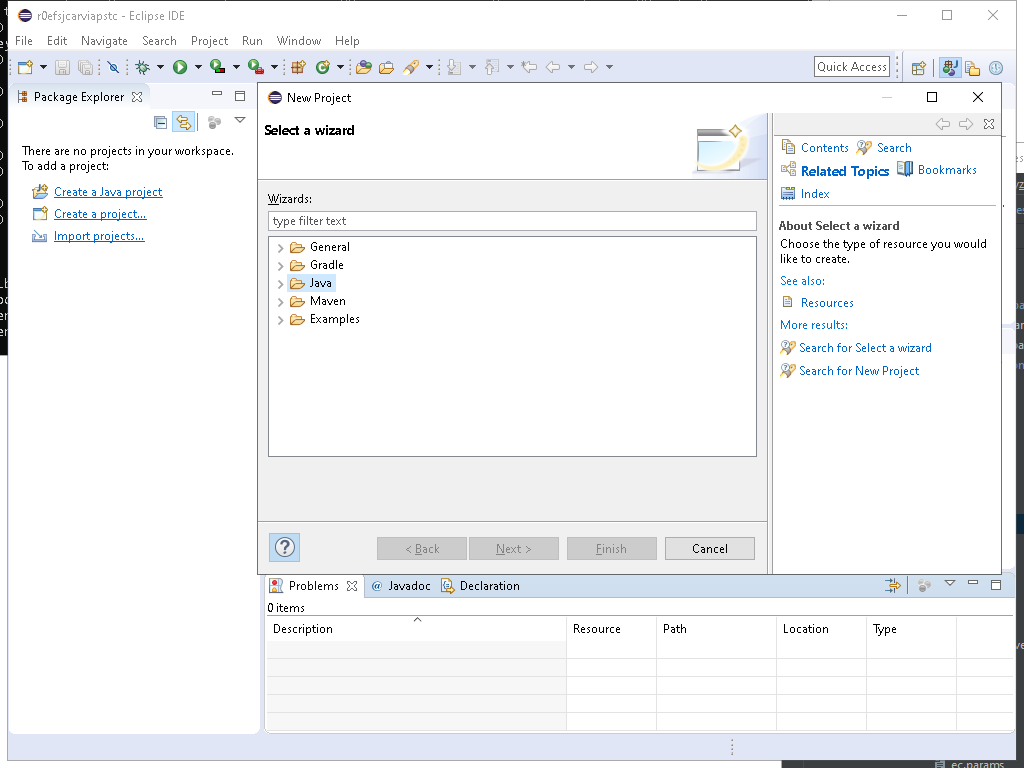 r0efsjcarviapstc - Eclipse IDE
File Edit Navigate Search Project Run Window Help
Quick Access
Package Explorer
There are no projects in your workspace.
To add a project:
Create a Java project
Create a project...
Import projects...
New Project
Select a wizard
Wizards:
type filter text
General
Gradle
Java
Maven
Examples
? < Back Next > Finish Cancel
Contents Search
Related Topics Bookmarks
Index
About Select a wizard
Choose the type of resource you would
like to create.
See also:
Resources
More results:
Search for Select a wizard
Search for New Project
Problems @ Javadoc Declaration
0 items
Description Resource Path Location Type
ec.params